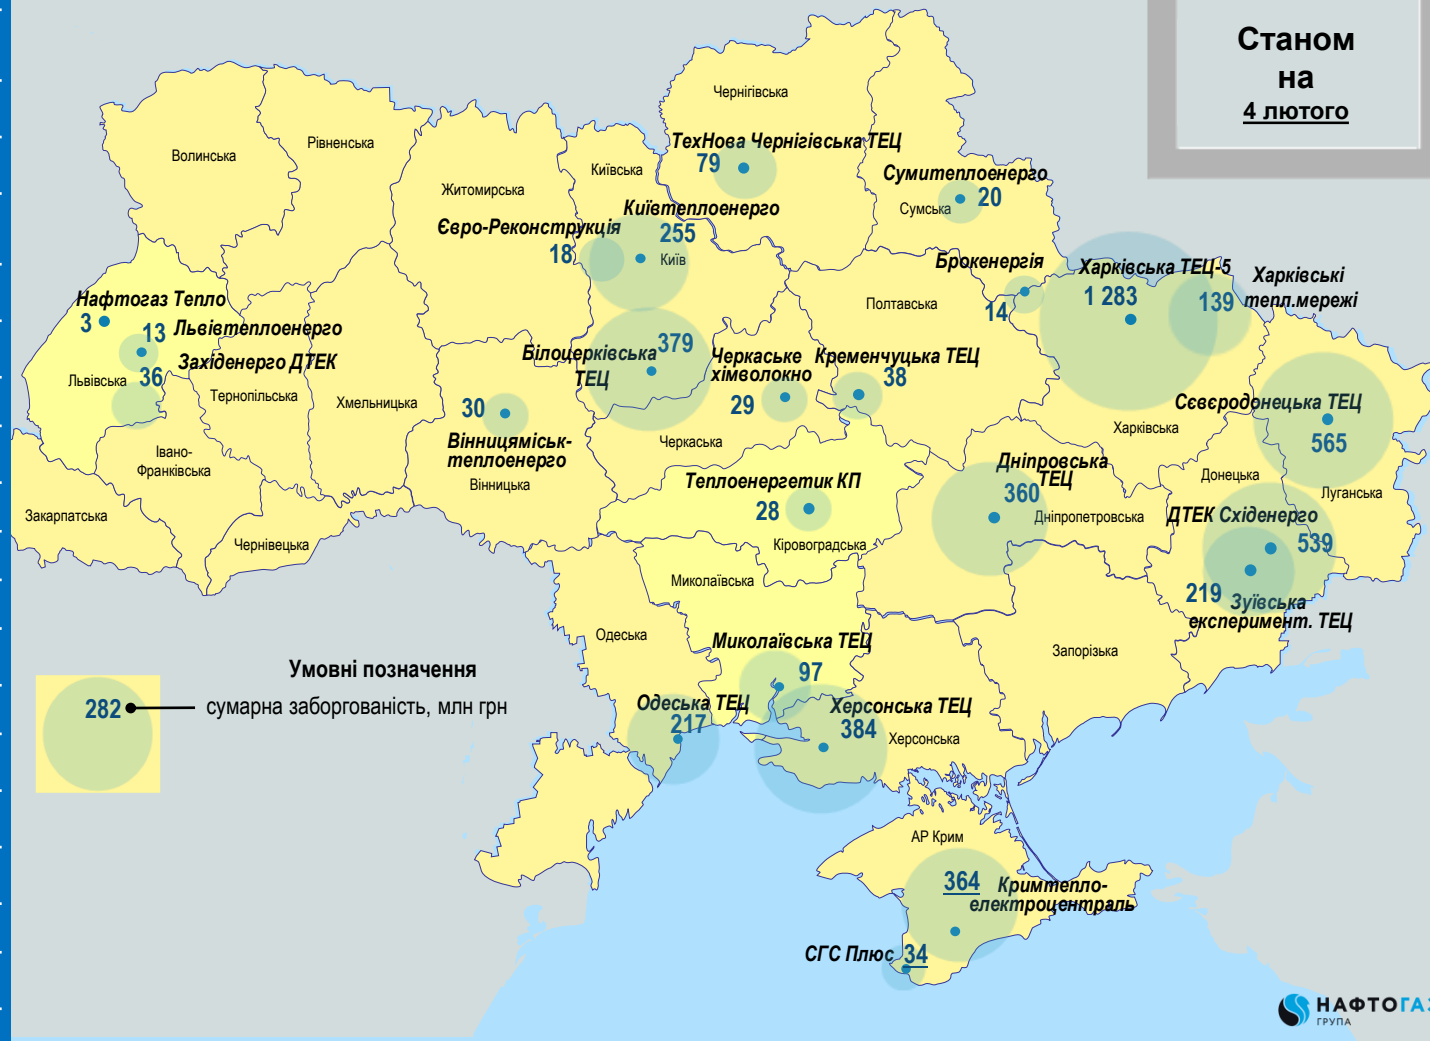 Станом
на
4 лютого
Чернігівська
ТехНова Чернігівська ТЕЦ
79
Волинська
Рівненська
Житомирська
Київська
Сумитеплоенерго
20
Сумська
Київтеплоенерго
255
Київ
Євро-Реконструкція
18
Брокенергія
14
Харківська ТЕЦ-5
1 283
Харківські
тепл.мережі
139
Полтавська
Нафтогаз Тепло
3
13
Львівтеплоенерго
Західенерго ДТЕК
36
Львівська
Тернопільська
Хмельницька
Білоцерківська
ТЕЦ
379
Черкаське
хімволокно
29
Кременчуцька ТЕЦ
38
Сєвєродонецька ТЕЦ
565
30
Вінницяміськ-
теплоенерго
Вінницька
Черкаська
Харківська
Івано-
Франківська
Дніпровська
ТЕЦ
360
Дніпропетровська
Донецька
Луганська
Теплоенергетик КП
28
Кіровоградська
ДТЕК Східенерго
539
Закарпатська
Чернівецька
Миколаївська
219
Зуївська
експеримент. ТЕЦ
Одеська
Миколаївська ТЕЦ
97
Запорізька
Умовні позначення
282
сумарна заборгованість, млн грн
Одеська ТЕЦ
217
Херсонська ТЕЦ
384
Херсонська
АР Крим
364
Кримтепло-
електроцентраль
СГС Плюс
34
НАФТОГАЗ
ГРУПА